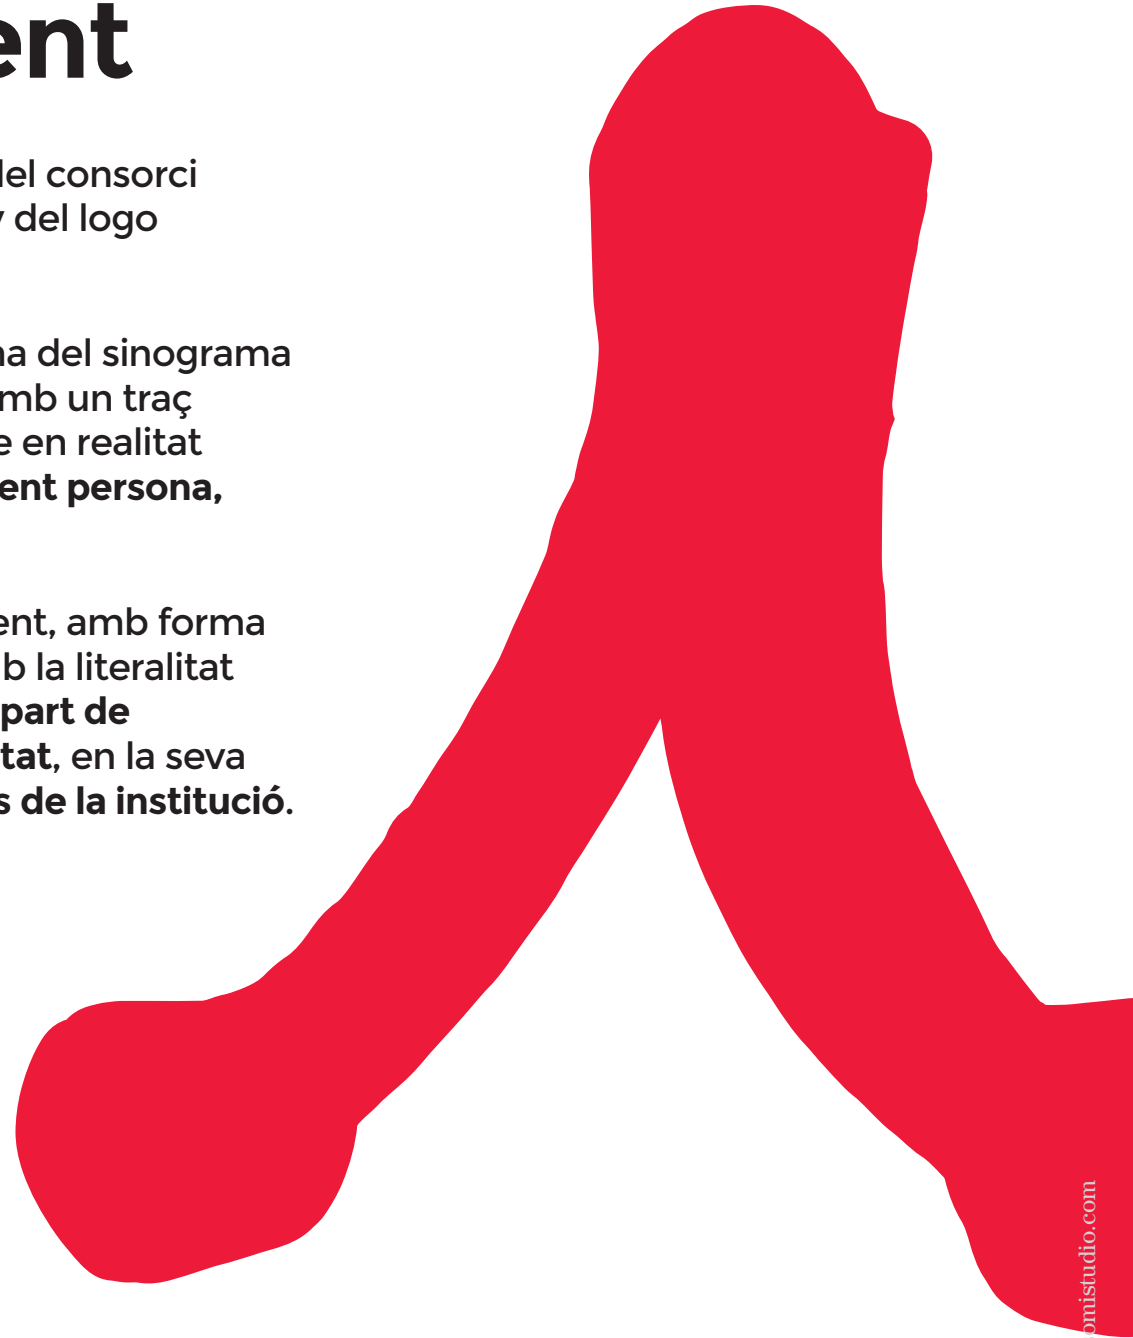 ent
del consorci
del logo
del sinograma
mb un traç
en realitat
ent persona,
ent, amb forma
b la literalitat
part de
tat, en la seva
s de la institució.
omistudio.com